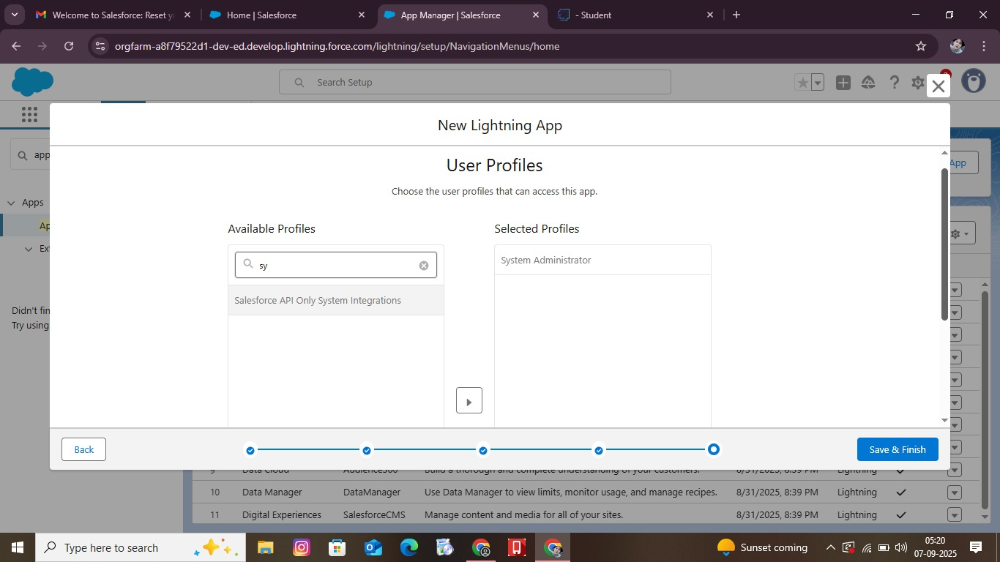 Welcome to Salesforce: Reset y
Home | Salesforce
App Manager | Salesforce
- Student
orgfarm-a8f79522d1-dev-ed.develop.lightning.force.com/lightning/setup/NavigationMenus/home
Search Setup
New Lightning App
app
App
User Profiles
Choose the user profiles that can access this app.
Apps
Ap
Ex
Available Profiles
Selected Profiles
sy
System Administrator
Salesforce API Only System Integrations
Didn't fin
Try using
Back
Save & Finish
9 Data Cloud Audience360 Build a thorough and complete understanding of your customers. 8/31/2025, 8:39 PM Lightning
10 Data Manager DataManager Use Data Manager to view limits, monitor usage, and manage recipes. 8/31/2025, 8:39 PM Lightning
11 Digital Experiences SalesforceCMS Manage content and media for all of your sites. 8/31/2025, 8:39 PM Lightning
Type here to search
Sunset coming
05:20
07-09-2025